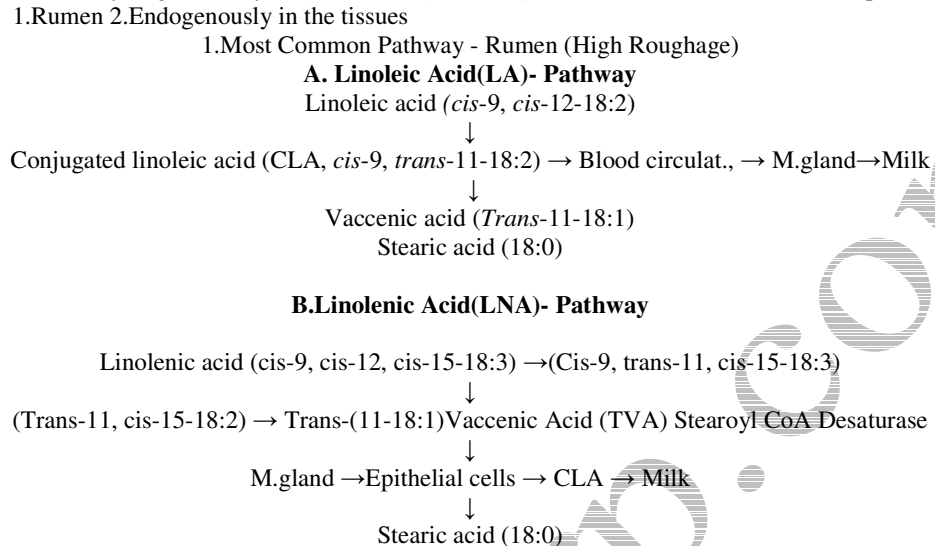 1.Rumen 2.Endogenously in the tissues
1.Most Common Pathway - Rumen (High Roughage)
A. Linoleic Acid(LA)- Pathway
Linoleic acid (cis-9, cis-12-18:2)
↓
Conjugated linoleic acid (CLA, cis-9, trans-11-18:2) → Blood circulat., → M.gland→Milk
↓
Vaccenic acid (Trans-11-18:1)
Stearic acid (18:0)
B.Linolenic Acid(LNA)- Pathway
Linolenic acid (cis-9, cis-12, cis-15-18:3) →(Cis-9, trans-11, cis-15-18:3)
↓
(Trans-11, cis-15-18:2) → Trans-(11-18:1)Vaccenic Acid (TVA) Stearoyl CoA Desaturase
↓
M.gland →Epithelial cells → CLA → Milk
↓
Stearic acid (18:0)